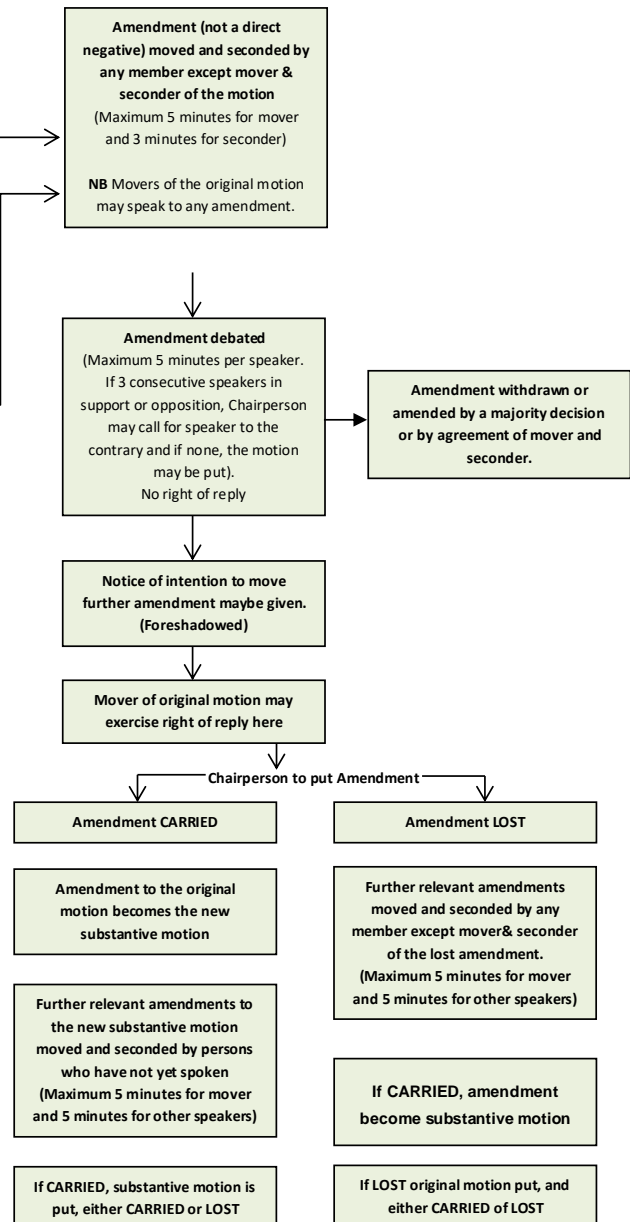 Amendment (not a direct
negative) moved and seconded by
any member except mover &
seconder of the motion
(Maximum 5 minutes for mover
and 3 minutes for seconder)
NB Movers of the original motion
may speak to any amendment.
Amendment debated
(Maximum 5 minutes per speaker.
If 3 consecutive speakers in
support or opposition, Chairperson
may call for speaker to the
contrary and if none, the motion
may be put).
No right of reply
Amendment withdrawn or
amended by a majority decision
or by agreement of mover and
seconder.
Notice of intention to move
further amendment maybe given.
(Foreshadowed)
Mover of original motion may
exercise right of reply here
Chairperson to put Amendment
Amendment CARRIED
Amendment to the original
motion becomes the new
substantive motion
Further relevant amendments to
the new substantive motion
moved and seconded by persons
who have not yet spoken
(Maximum 5 minutes for mover
and 5 minutes for other speakers)
If CARRIED, substantive motion is
put, either CARRIED or LOST
Amendment LOST
Further relevant amendments
moved and seconded by any
member except mover& seconder
of the lost amendment.
(Maximum 5 minutes for mover
and 5 minutes for other speakers)
If CARRIED, amendment
become substantive motion
If LOST original motion put, and
either CARRIED of LOST